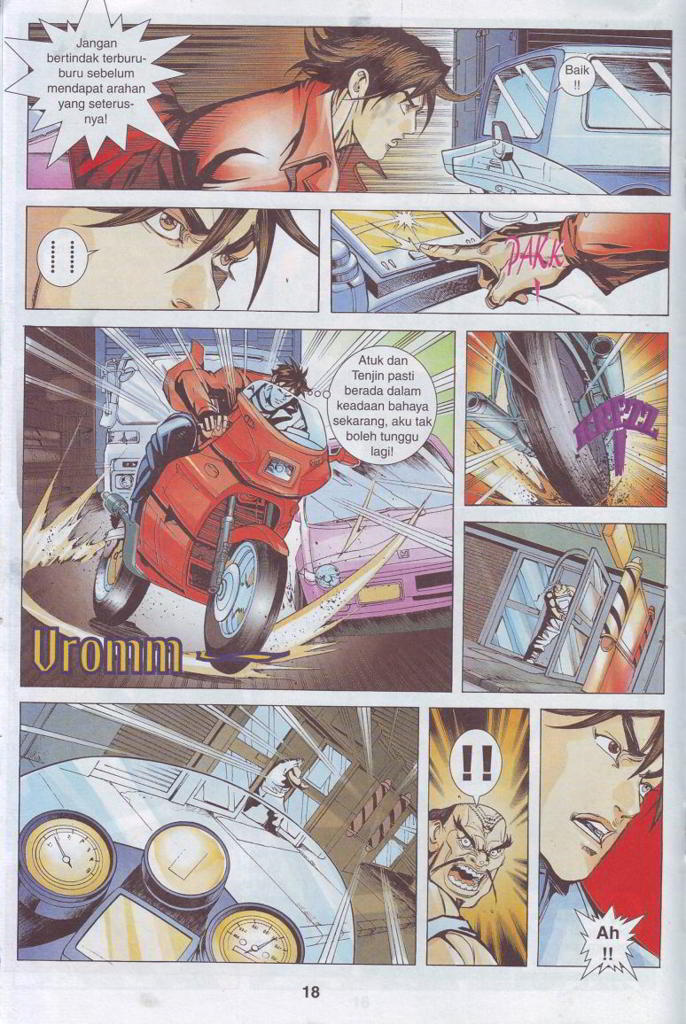 Jangan
bertindak terburu-
buru sebelum
mendapat arahan
yang seterus-
nya!
Baik
!!
PAKK
!
Atuk dan
Tenjin pasti
berada dalam
keadaan bahaya
sekarang, aku tak
boleh tunggu
lagi!
Vromm
!!
Ah
!!
18